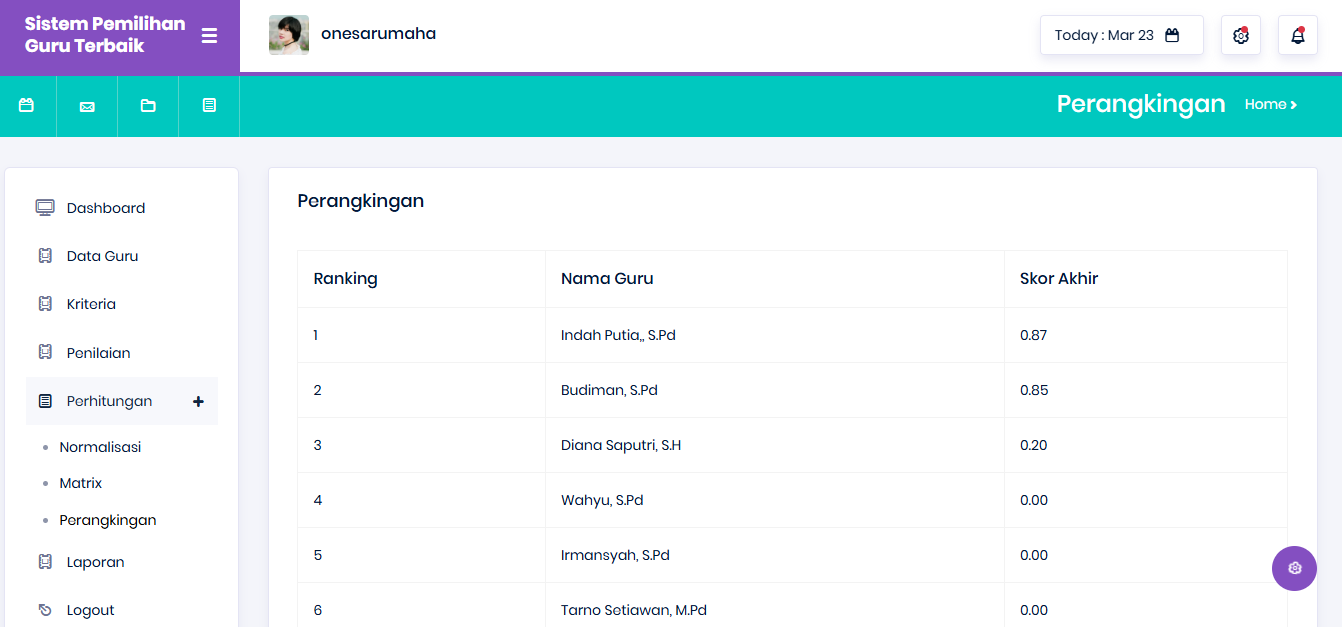 Sistem Pemilihan
Guru Terbaik
onesarumaha
Today : Mar 23
Perangkingan
Home
Dashboard
Data Guru
Kriteria
Penilaian
Perhitungan
Normalisasi
Matrix
Perangkingan
Laporan
Logout
Perangkingan
Ranking Nama Guru Skor Akhir
1 Indah Putia,, S.Pd 0.87
2 Budiman, S.Pd 0.85
3 Diana Saputri, S.H 0.20
4 Wahyu, S.Pd 0.00
5 Irmansyah, S.Pd 0.00
6 Tarno Setiawan, M.Pd 0.00